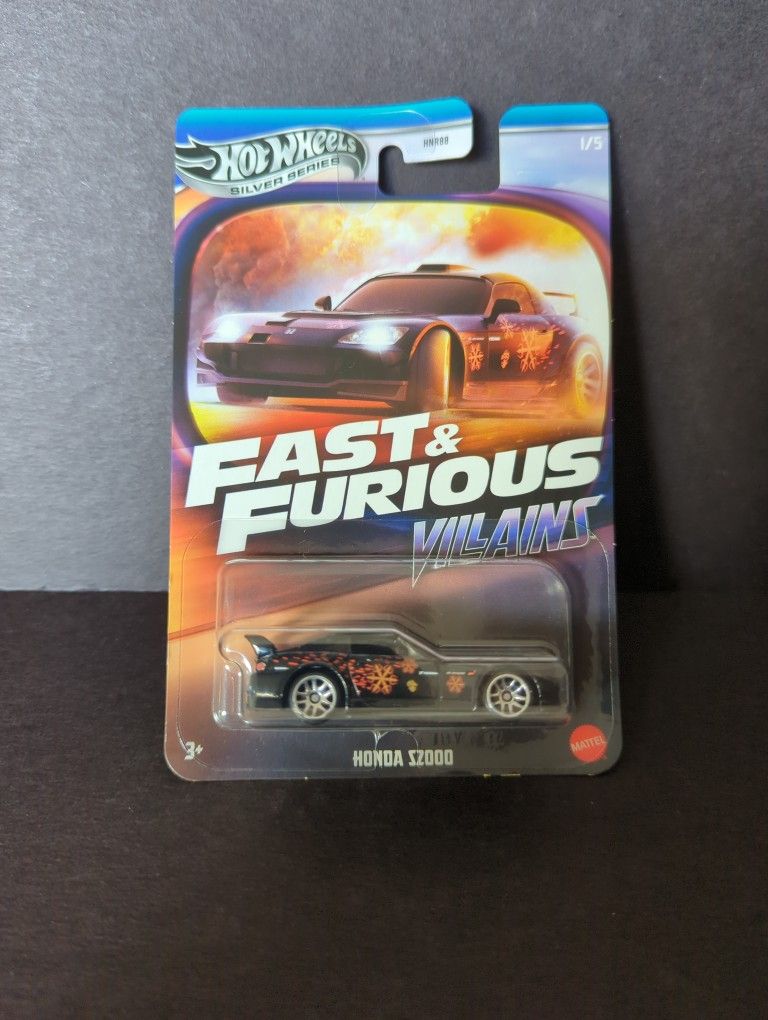 HOT WHEELS
SILVER SERIES
HNR88
1/5
FAST &
FURIOUS
VILLAINS
3+
HONDA S2000
MATTEL